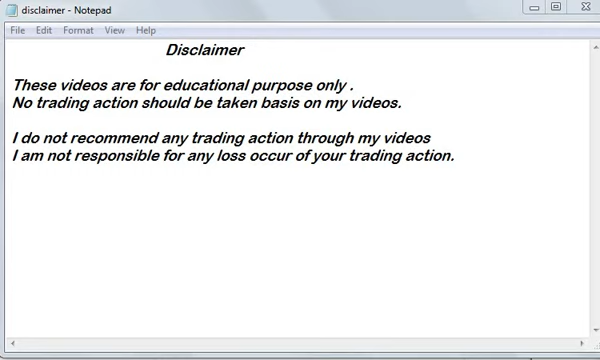 disclaimer - Notepad
File Edit Format View Help
Disclaimer
These videos are for educational purpose only .
No trading action should be taken basis on my videos.
I do not recommend any trading action through my videos
I am not responsible for any loss occur of your trading action.